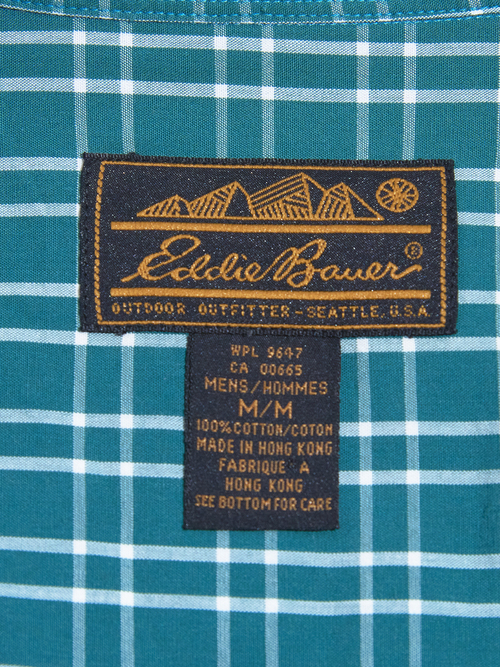 Eddie Bauer®
OUTDOOR OUTFITTER-SEATTLE, U.S.A.
WPL 9647
CA 00665
MENS/HOMMES
M/M
100% COTTON/COTON
MADE IN HONG KONG
FABRIQUE A
HONG KONG
SEE BOTTOM FOR CARE